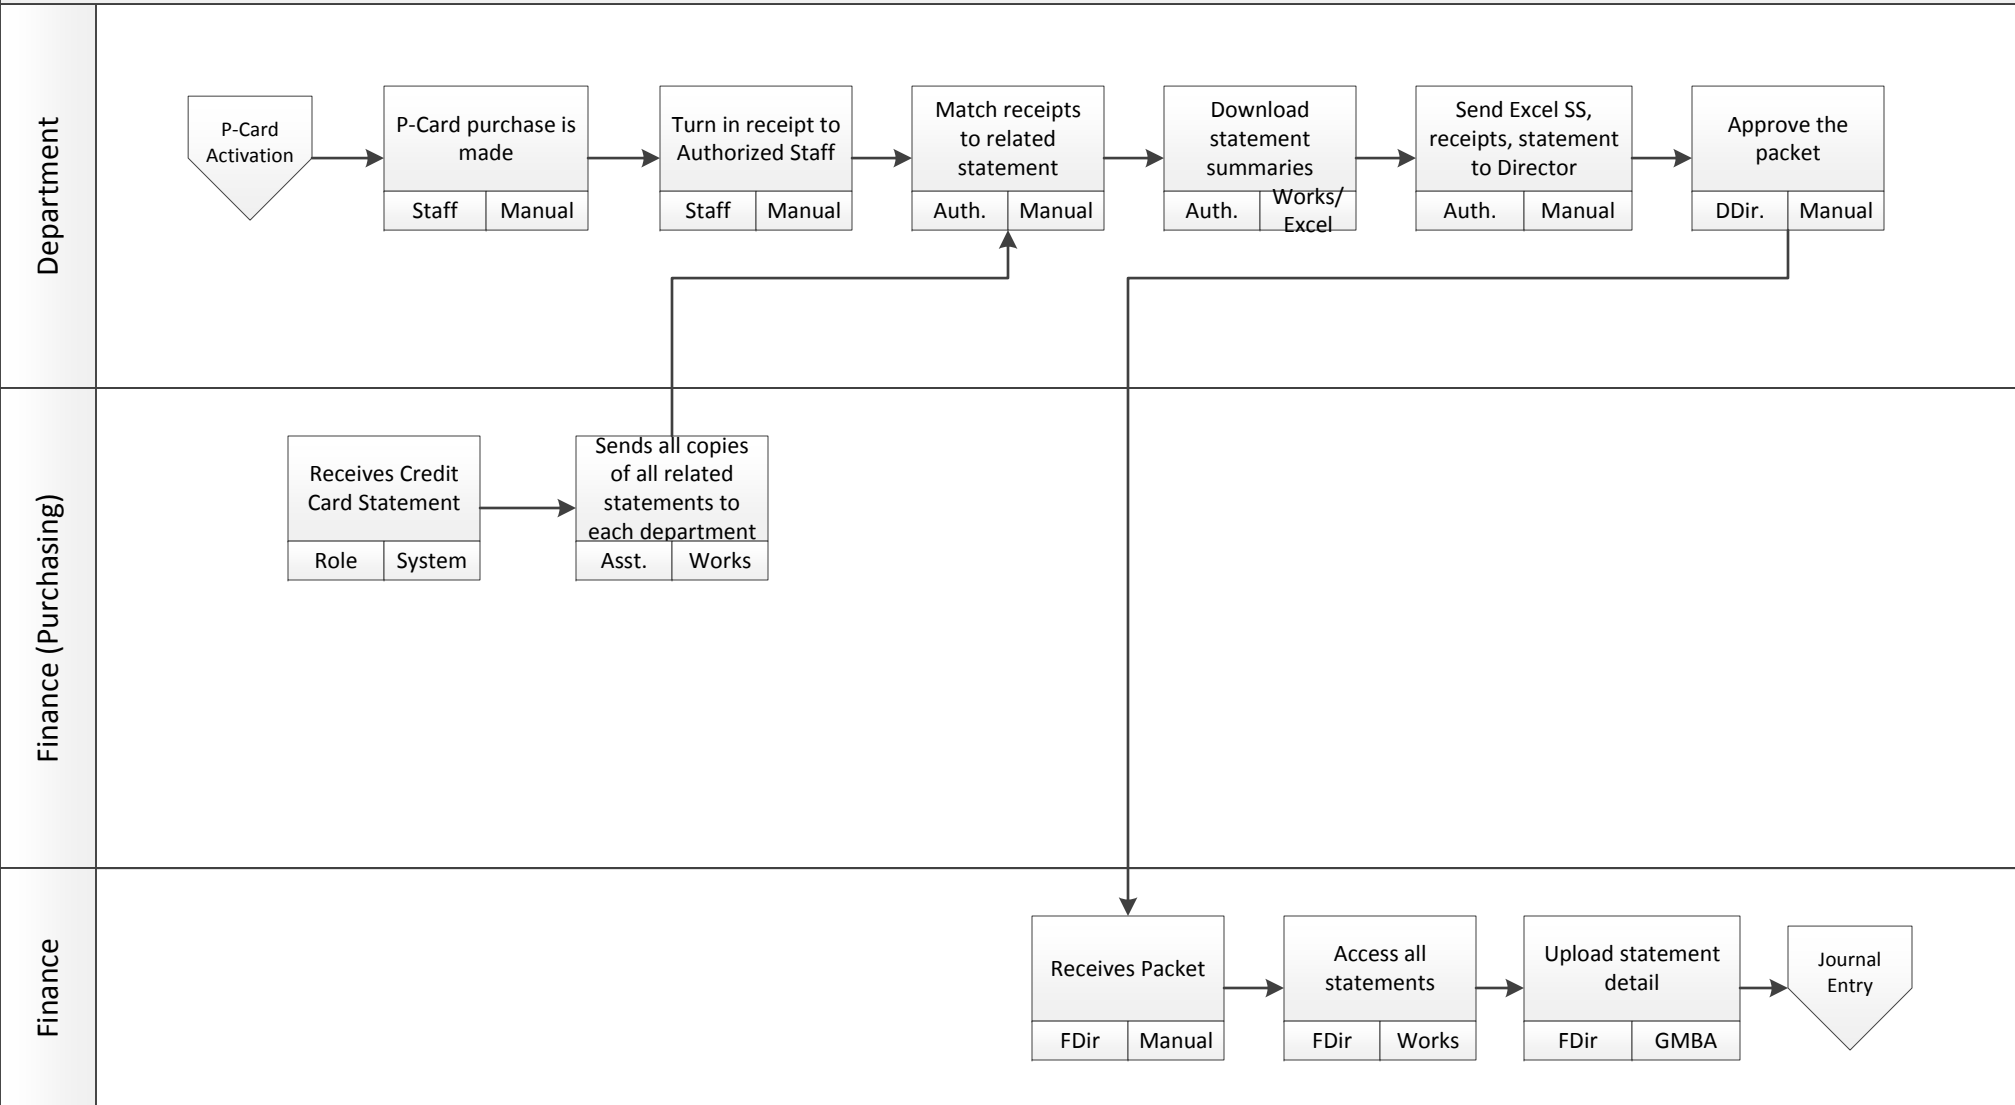 Department
P-Card
Activation
P-Card purchase is
made
Staff
Manual
Turn in receipt to
Authorized Staff
Staff
Manual
Match receipts
to related
statement
Auth.
Manual
Download
statement
summaries
Auth.
Works/
Excel
Send Excel SS,
receipts, statement
to Director
Auth.
Manual
Approve the
packet
DDir.
Manual
Finance (Purchasing)
Receives Credit
Card Statement
Role
System
Sends all copies
of all related
statements to
each department
Asst.
Works
Finance
Receives Packet
FDir
Manual
Access all
statements
FDir
Works
Upload statement
detail
FDir
GMBA
Journal
Entry